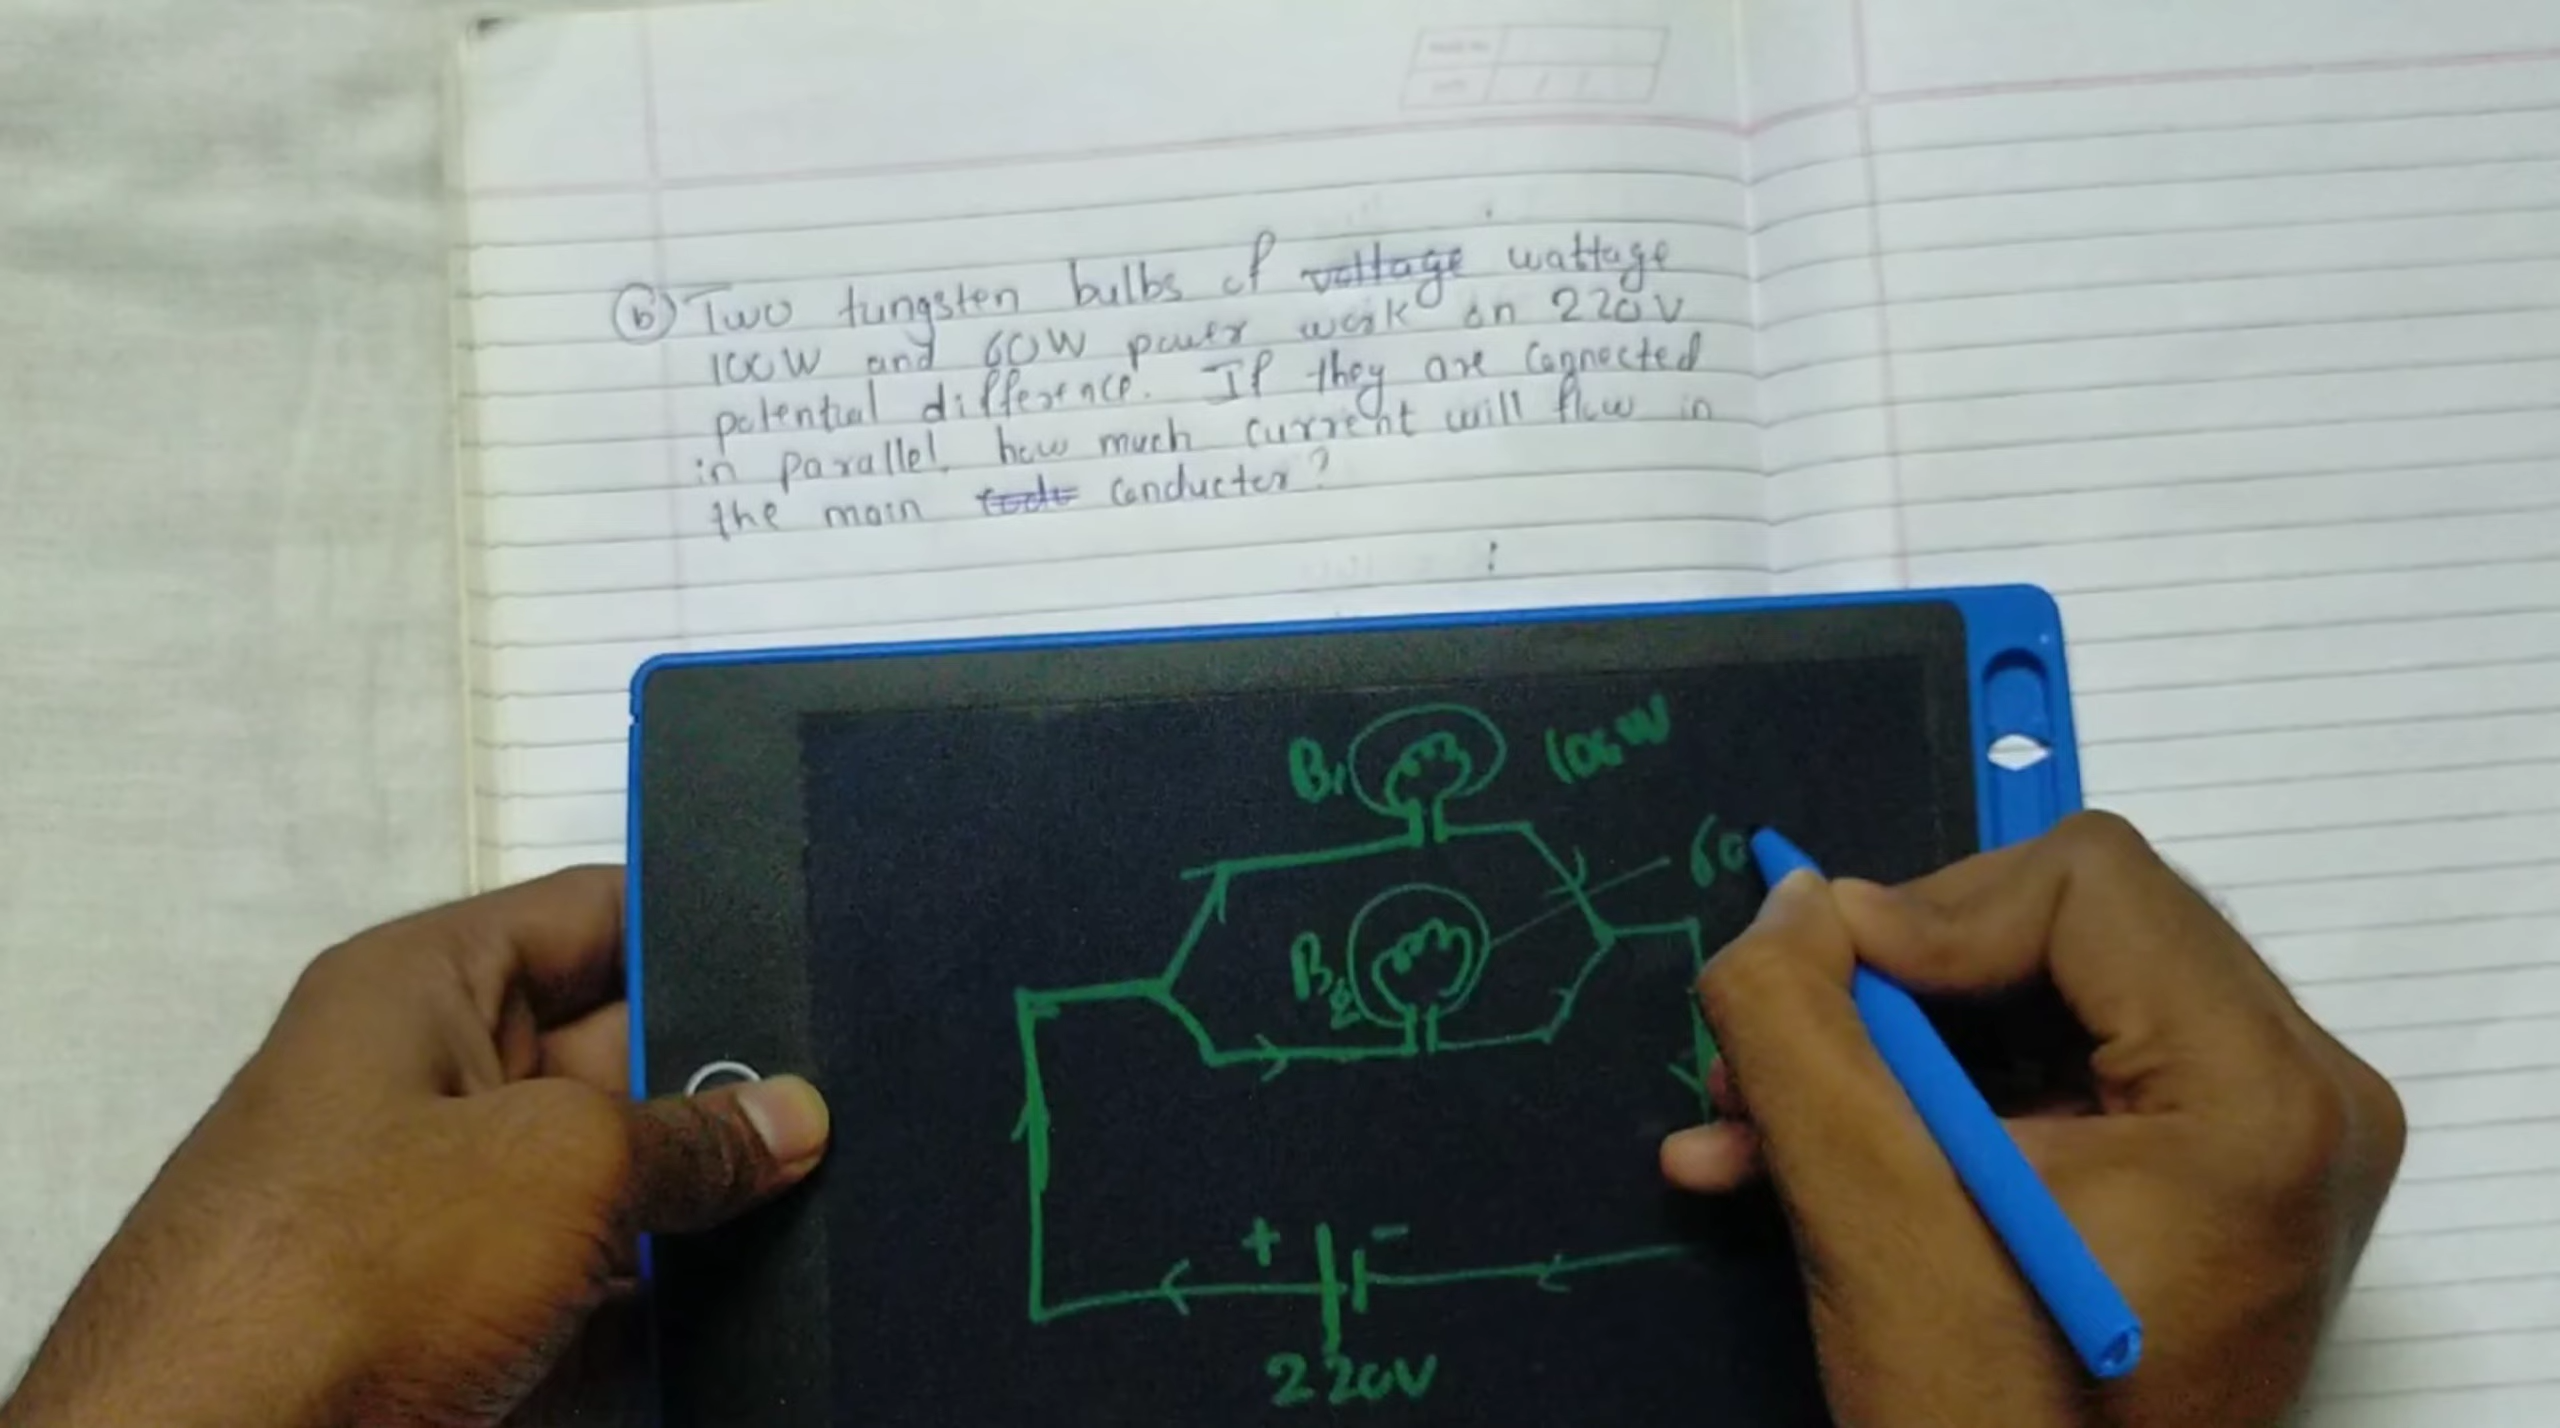 (b) Two tungsten bulbs of voltage wattage
100W and 60W power work on 220V
potential difference. If they are connected
in parallel, how much current will flow in
the main conductor?
B1 100W
60
B2
+ -
220V